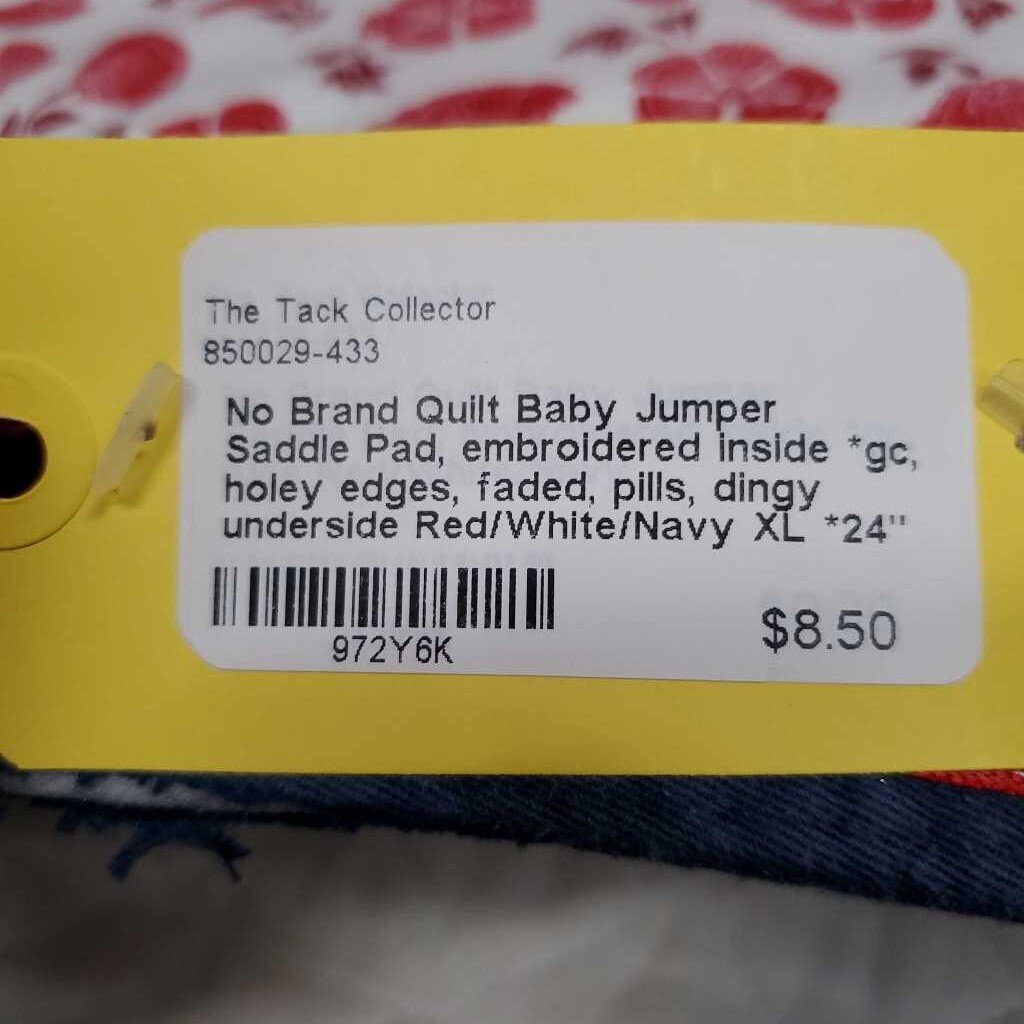 The Tack Collector
850029-433
No Brand Quilt Baby Jumper
Saddle Pad, embroidered inside *gc,
holey edges, faded, pills, dingy
underside Red/White/Navy XL *24"
972Y6K
$8.50